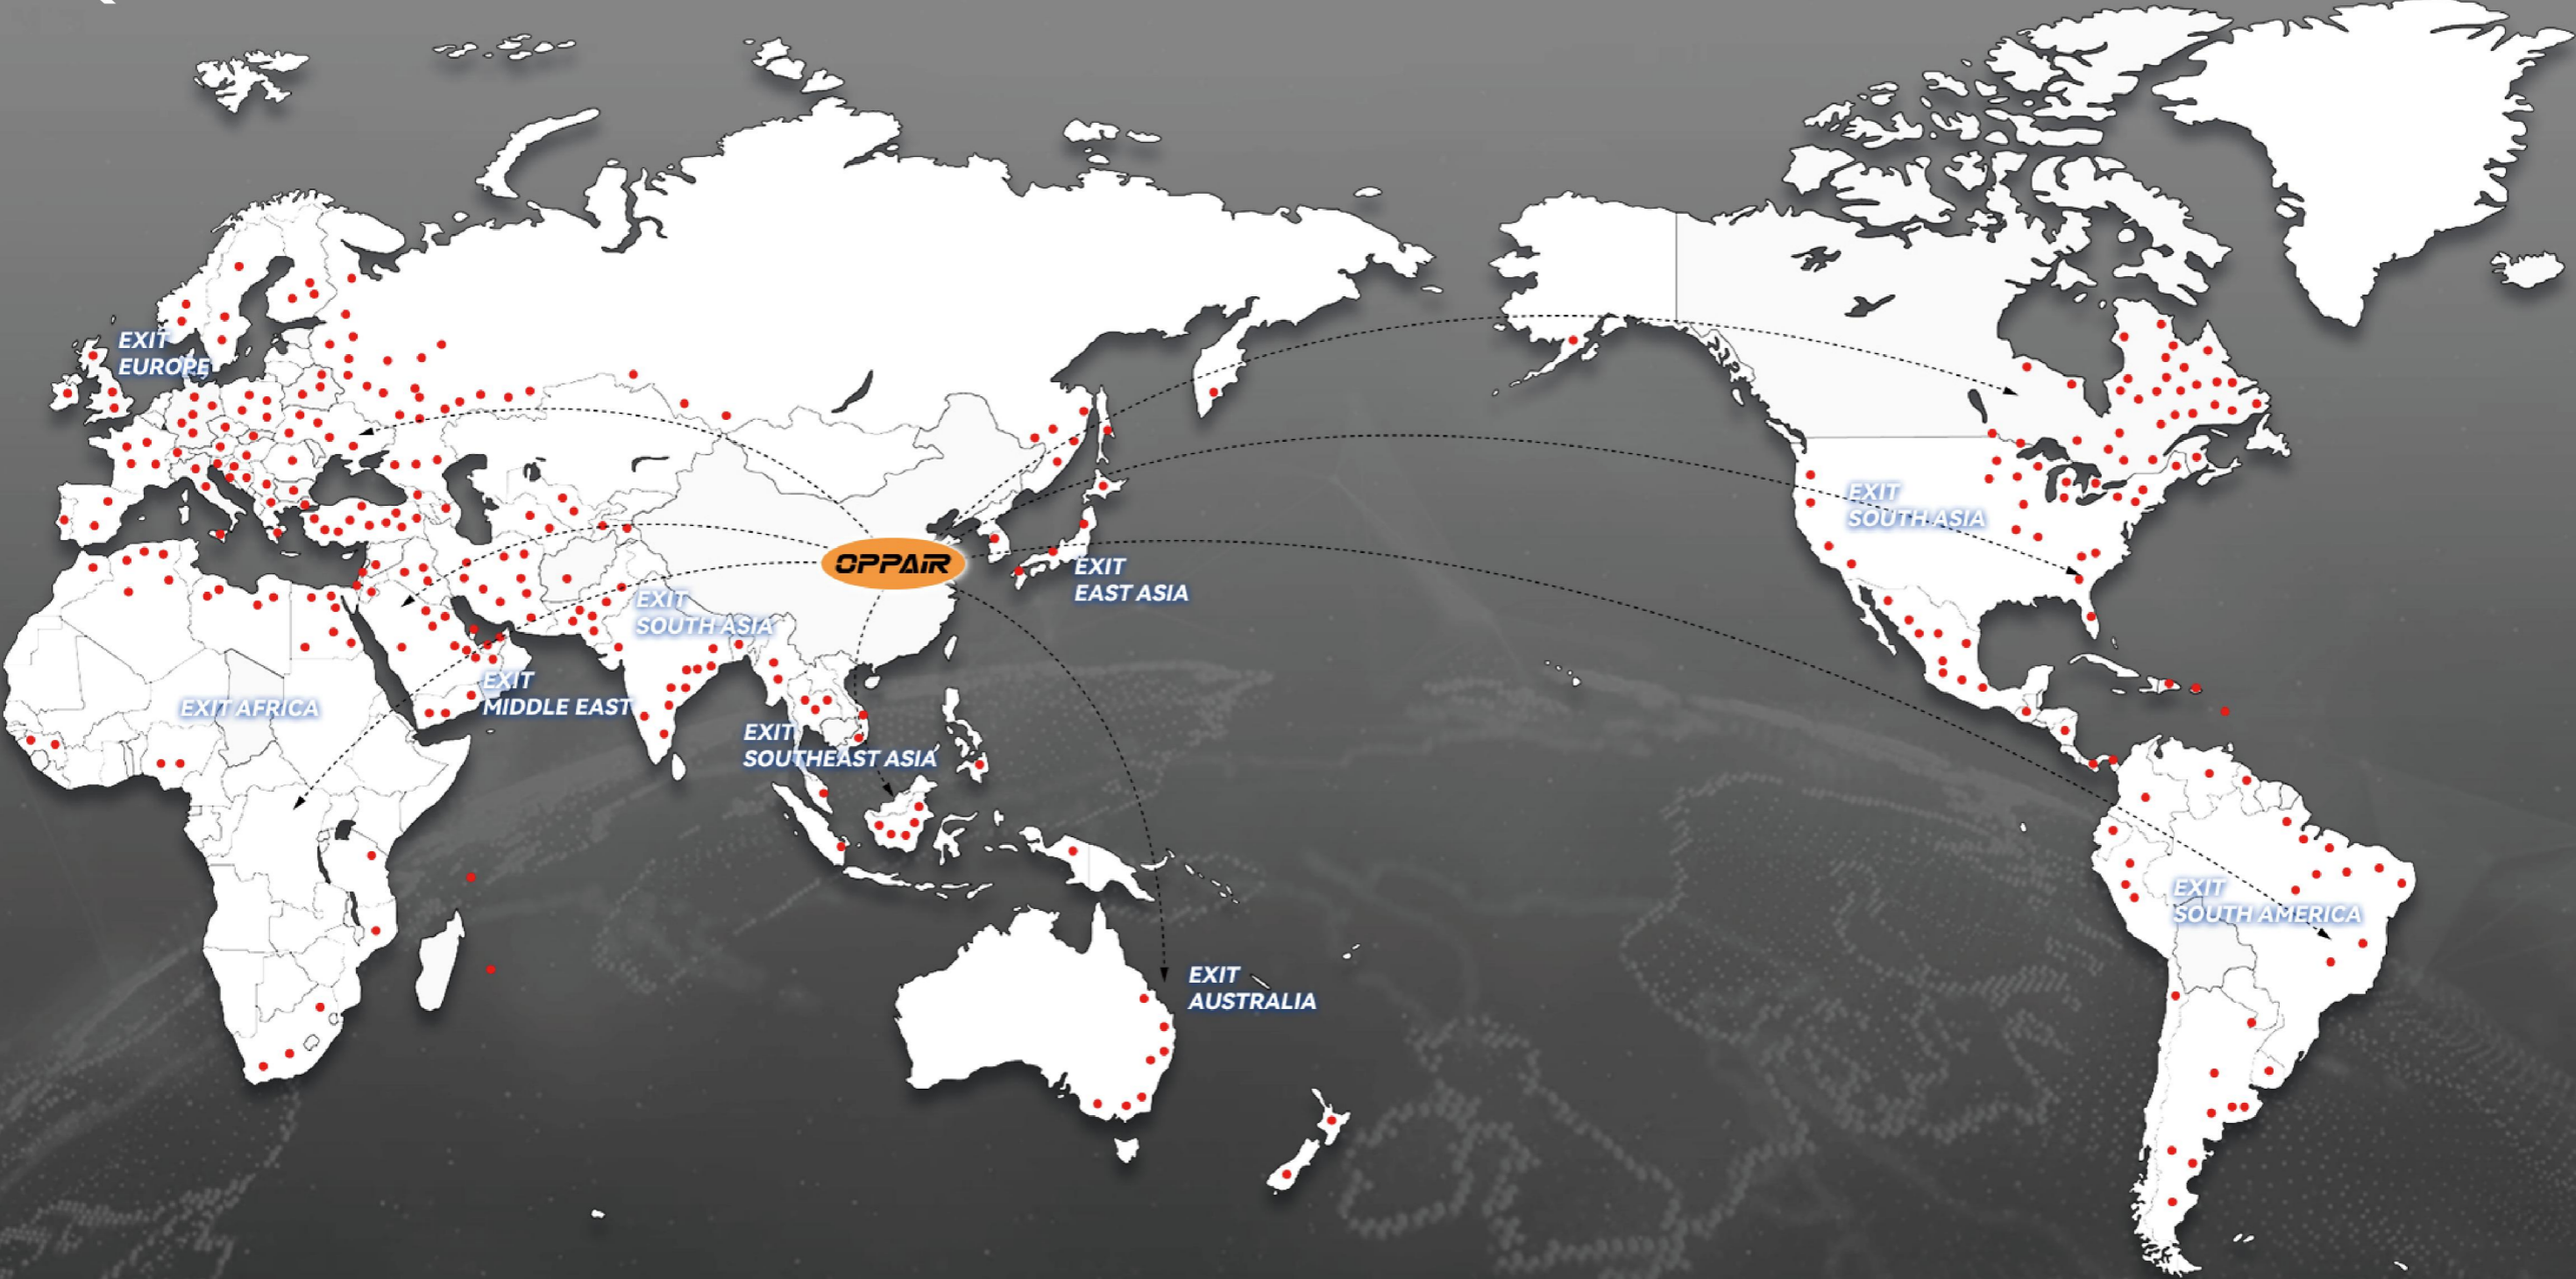 EXIT
EUROPE
EXIT
SOUTH ASIA
OPPAIR
EXIT
EAST ASIA
EXIT
SOUTH ASIA
EXIT AFRICA
EXIT
MIDDLE EAST
EXIT
SOUTHEAST ASIA
EXIT
SOUTH AMERICA
EXIT
AUSTRALIA